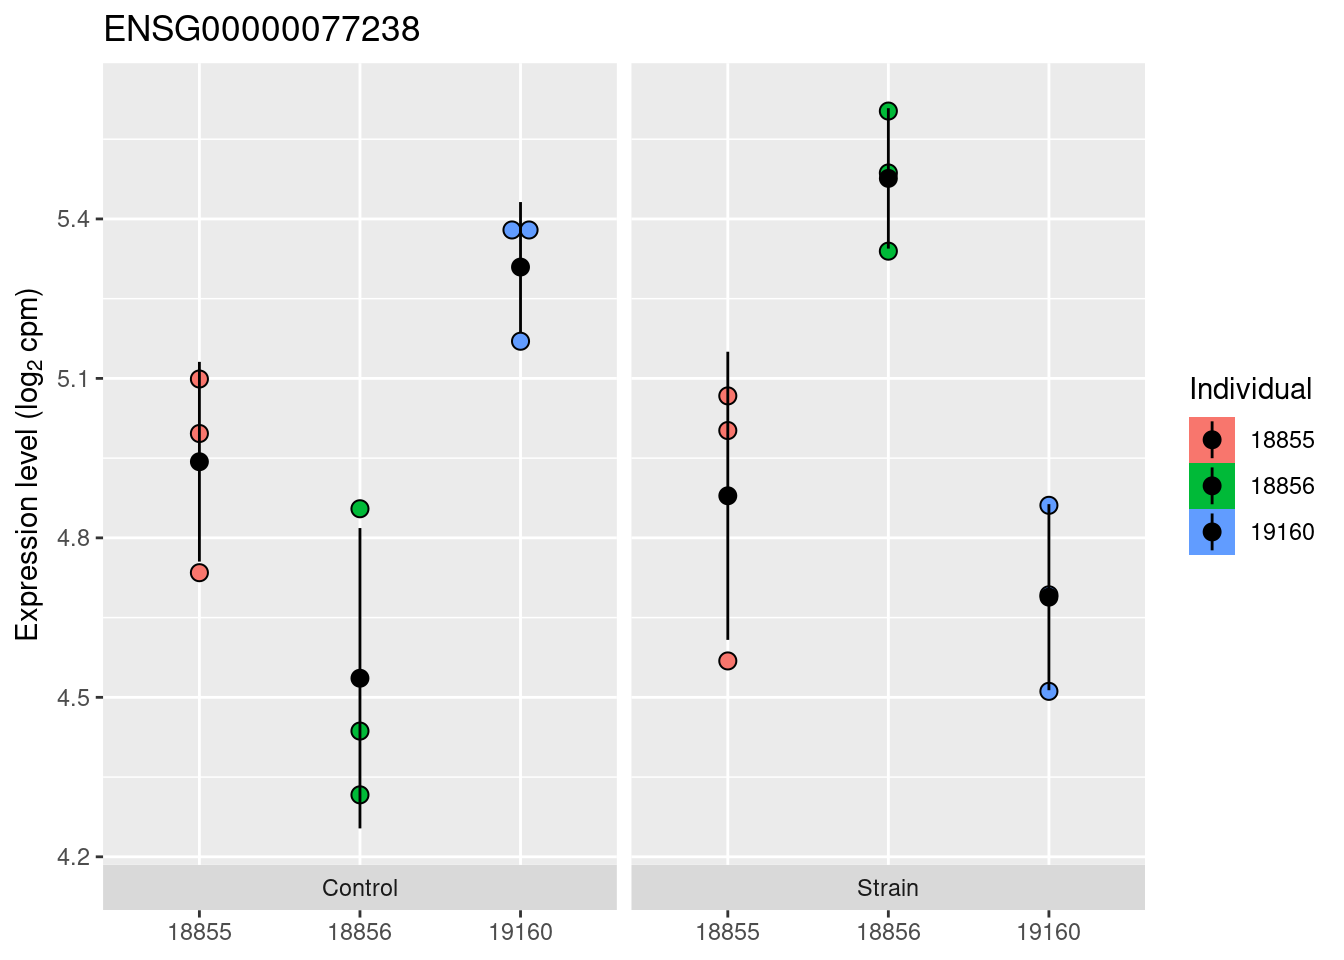 ENSG00000077238
Expression level (log2 cpm)
5.4
5.1
4.8
4.5
4.2
Control
Strain
18855
18856
19160
18855
18856
19160
Individual
18855
18856
19160